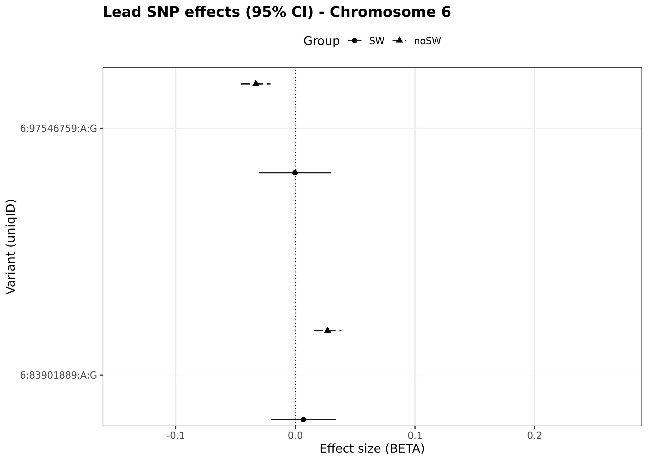 Lead SNP effects (95% CI) - Chromosome 6
Group SW noSW
Variant (uniqID)
6:97546759:A:G
6:83901889:A:G
-0.1 0.0 0.1 0.2
Effect size (BETA)